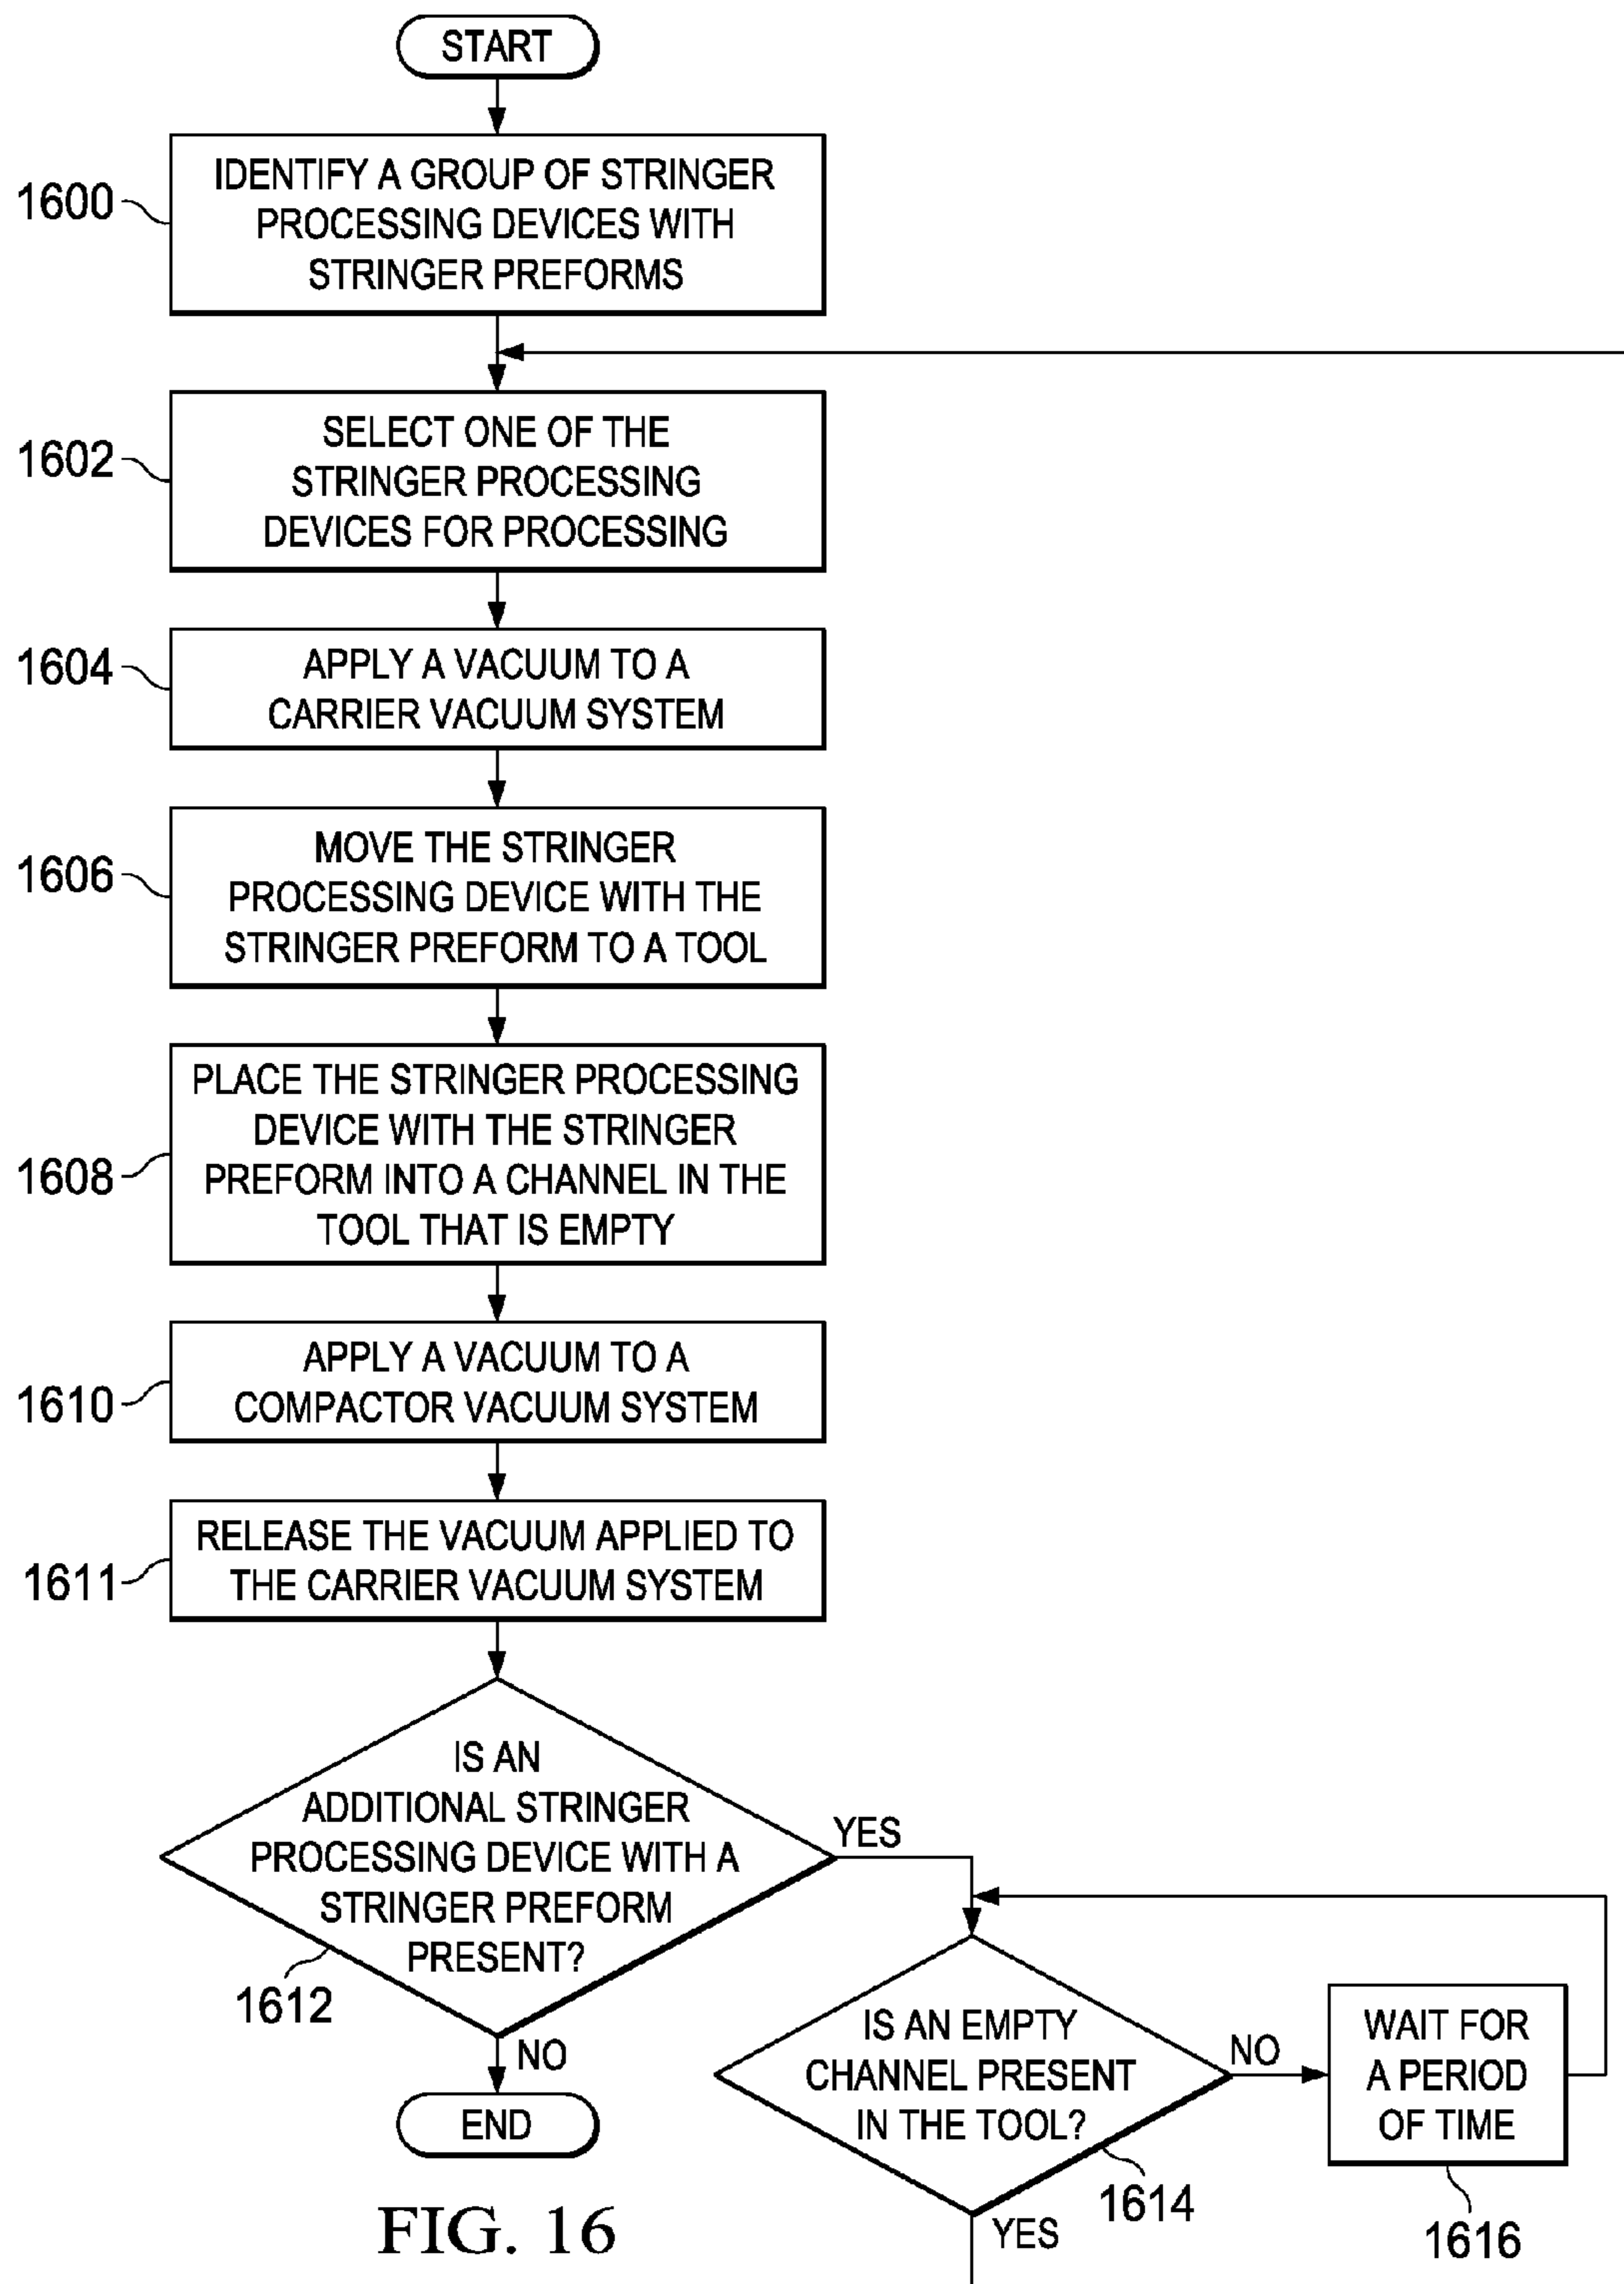 START
1600
IDENTIFY A GROUP OF STRINGER
PROCESSING DEVICES WITH
STRINGER PREFORMS
1602
SELECT ONE OF THE
STRINGER PROCESSING
DEVICES FOR PROCESSING
1604
APPLY A VACUUM TO A
CARRIER VACUUM SYSTEM
1606
MOVE THE STRINGER
PROCESSING DEVICE WITH THE
STRINGER PREFORM TO A TOOL
1608
PLACE THE STRINGER PROCESSING
DEVICE WITH THE STRINGER
PREFORM INTO A CHANNEL IN THE
TOOL THAT IS EMPTY
1610
APPLY A VACUUM TO A
COMPACTOR VACUUM SYSTEM
1611
RELEASE THE VACUUM APPLIED TO
THE CARRIER VACUUM SYSTEM
IS AN
ADDITIONAL STRINGER
PROCESSING DEVICE WITH A
STRINGER PREFORM
PRESENT?
1612
YES
NO
END
IS AN EMPTY
CHANNEL PRESENT
IN THE TOOL?
1614
NO
WAIT FOR
A PERIOD
OF TIME
1616
YES
FIG. 16